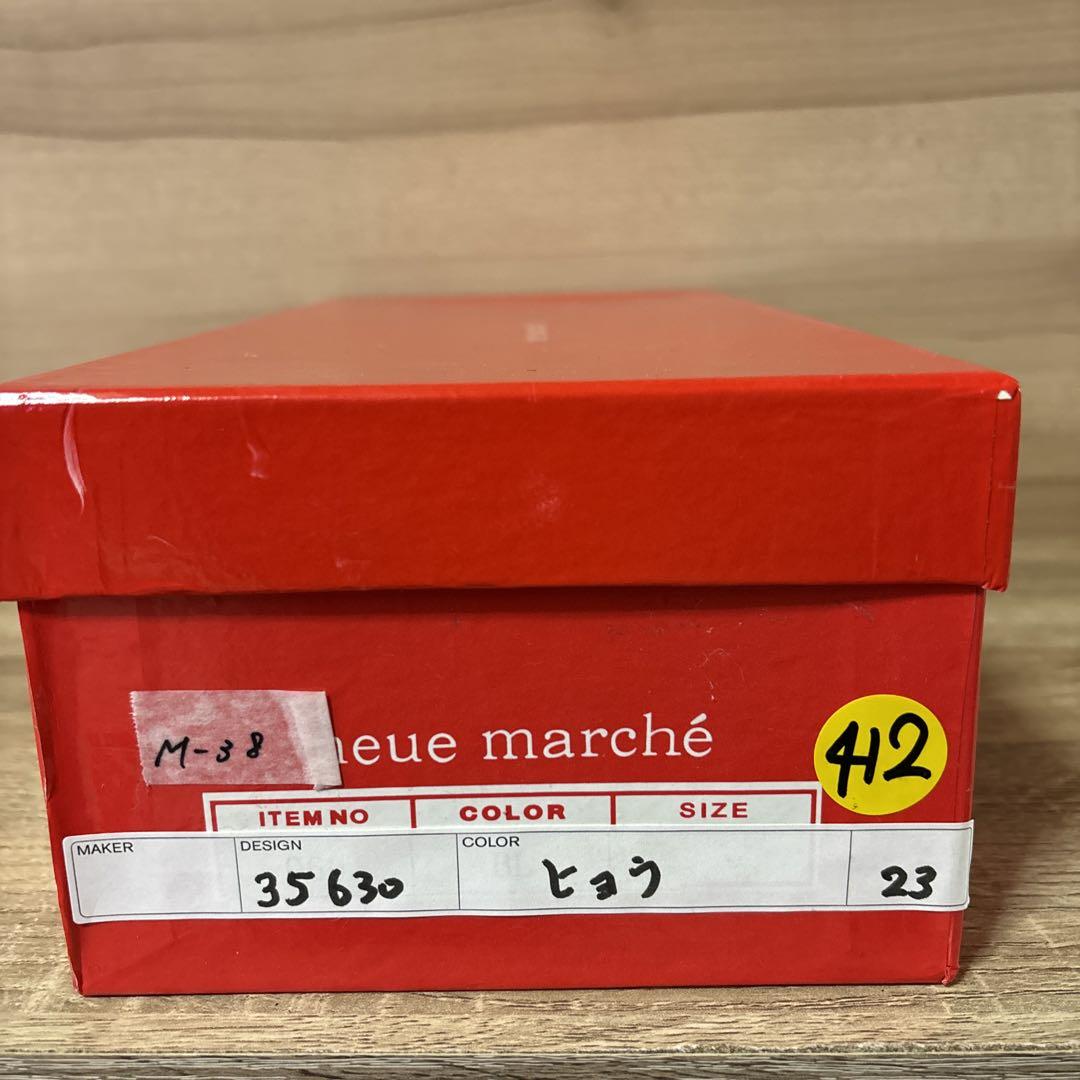 M-38
neue marché
412
ITEM NO COLOR SIZE
MAKER DESIGN COLOR
35630 ヒョウ 23